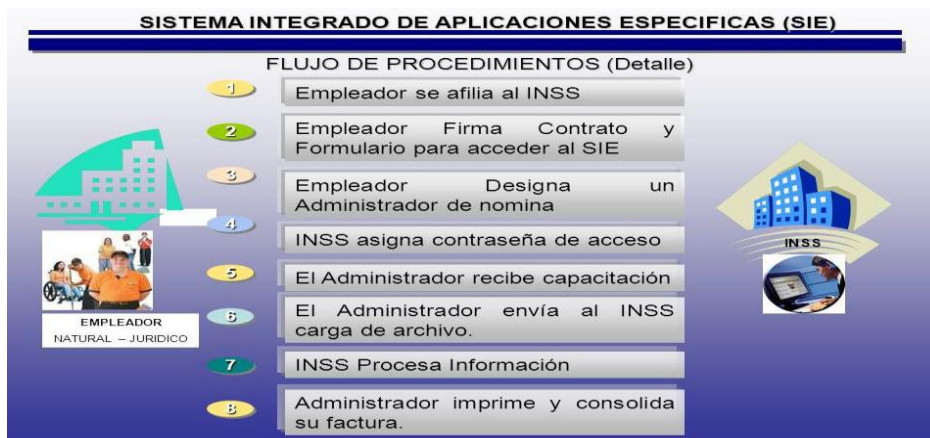 SISTEMA INTEGRADO DE APLICACIONES ESPECIFICAS (SIE)
FLUJO DE PROCEDIMIENTOS (Detalle)
1
Empleador se afilia al INSS
2
Empleador Firma Contrato y
Formulario para acceder al SIE
3
Empleador Designa un
Administrador de nomina
4
INSS asigna contraseña de acceso
5
El Administrador recibe capacitación
6
El Administrador envía al INSS
carga de archivo.
7
INSS Procesa Información
8
Administrador imprime y consolida
su factura.
EMPLEADOR
NATURAL – JURIDICO
INSS